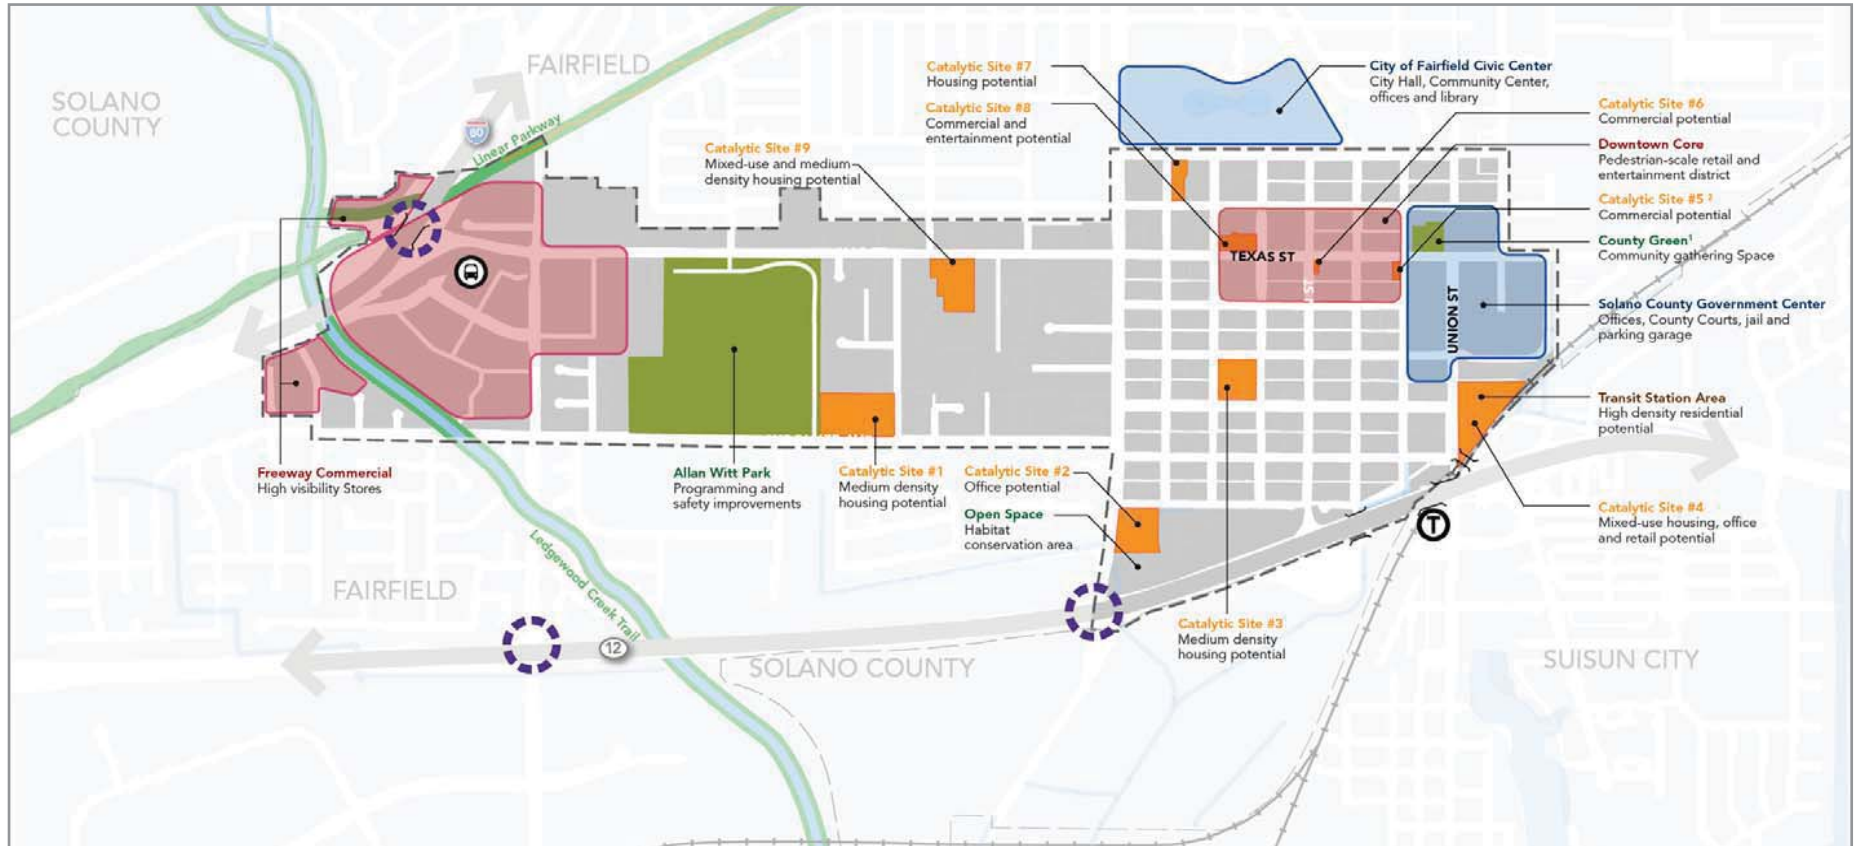 SOLANO
COUNTY
FAIRFIELD
80
Linear Parkway
Catalytic Site #7
Housing potential
Catalytic Site #8
Commercial and
entertainment potential
City of Fairfield Civic Center
City Hall, Community Center,
offices and library
Catalytic Site #6
Commercial potential
Downtown Core
Pedestrian-scale retail and
entertainment district
Catalytic Site #9
Mixed-use and medium
density housing potential
Catalytic Site #5 2
Commercial potential
County Green1
Community gathering Space
TEXAS ST
ST
UNION ST
Solano County Government Center
Offices, County Courts, jail and
parking garage
Transit Station Area
High density residential
potential
Freeway Commercial
High visibility Stores
Allan Witt Park
Programming and
safety improvements
Catalytic Site #1
Medium density
housing potential
Catalytic Site #2
Office potential
Open Space
Habitat
conservation area
Catalytic Site #4
Mixed-use housing, office
and retail potential
T
Ledgewood Creek Trail
FAIRFIELD
12
Catalytic Site #3
Medium density
housing potential
SOLANO COUNTY
SUISUN CITY